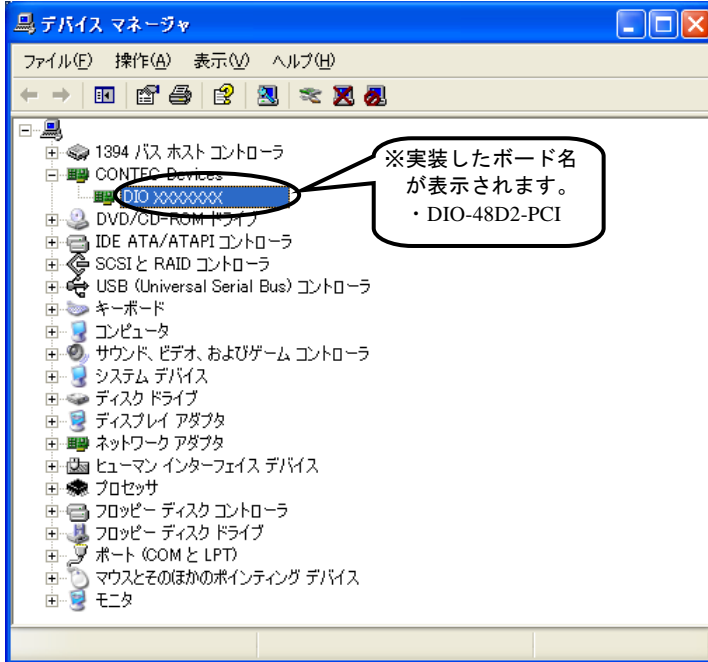 デバイス マネージャ
ファイル(F) 操作(A) 表示(V) ヘルプ(H)
1394 バス ホスト コントローラ
CONTEC Devices
DIO XXXXXXX
※実装したボード名
が表示されます。
・DIO-48D2-PCI
DVD/CD-ROM ドライブ
IDE ATA/ATAPI コントローラ
SCSI と RAID コントローラ
USB (Universal Serial Bus) コントローラ
キーボード
コンピュータ
サウンド、ビデオ、およびゲーム コントローラ
システム デバイス
ディスク ドライブ
ディスプレイ アダプタ
ネットワーク アダプタ
ヒューマン インターフェイス デバイス
プロセッサ
フロッピー ディスク コントローラ
フロッピー ディスク ドライブ
ポート (COM と LPT)
マウスとそのほかのポインティング デバイス
モニタ